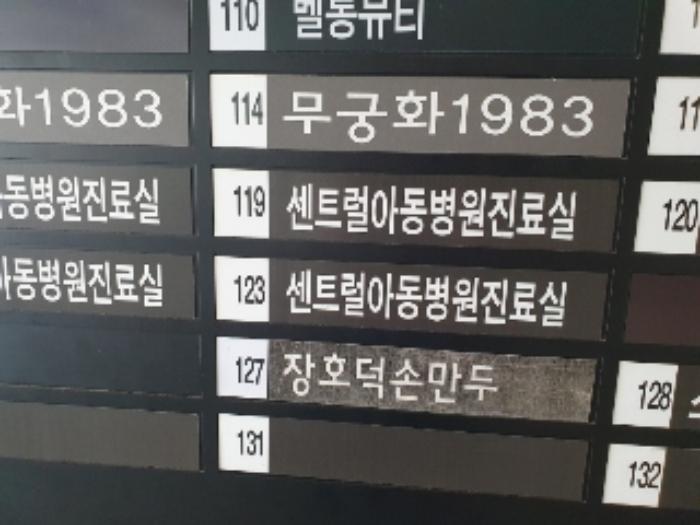 110 벨롱뷰티
화1983 114 무궁화1983
동병원진료실 119 센트럴아동병원진료실 120
아동병원진료실 123 센트럴아동병원진료실
127 장호덕손만두 128
131 132